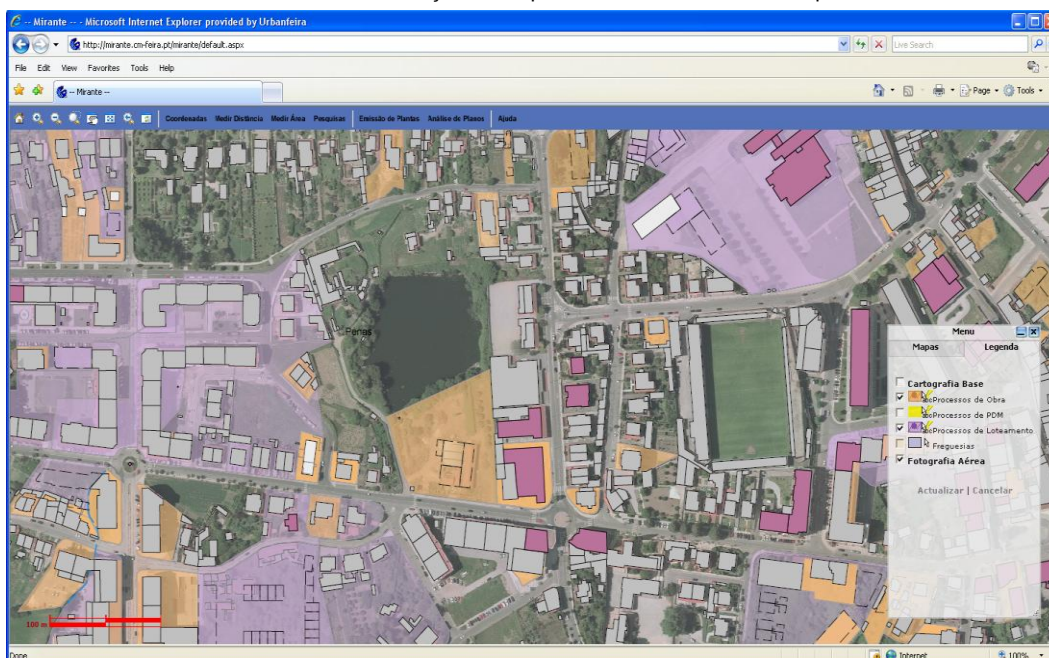 -- Mirante -- - Microsoft Internet Explorer provided by Urbanfeira
http://mirante.cm-feira.pt/mirante/default.aspx
Live Search
File Edit View Favorites Tools Help
-- Mirante --
Page Tools
Coordenadas Medir Distância Medir Área Pesquisas Emissão de Plantas Análise de Planos Ajuda
Penas
Menu
Mapas Legenda
Cartografia Base
Processos de Obra
Processos de PDM
Processos de Loteamento
Freguesias
Fotografia Aérea
Actualizar | Cancelar
100 m
Done
Internet
100%